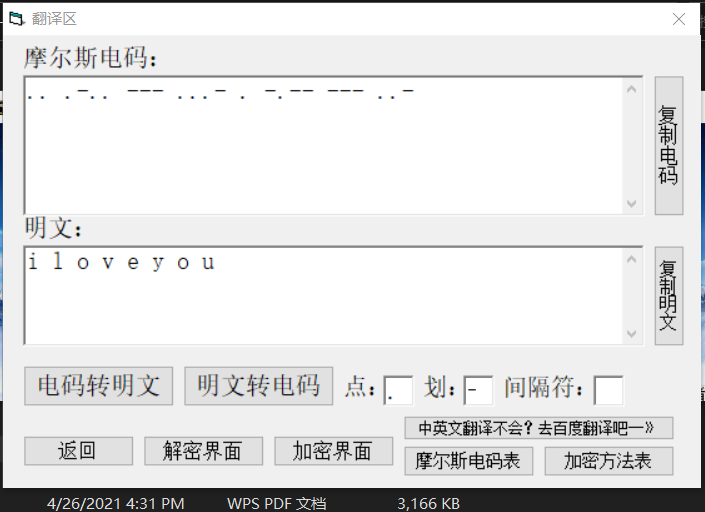 翻译区
摩尔斯电码:
.. .-.. --- ...- . -.-- --- ..-
复制电码
明文:
i l o v e y o u
复制明文
电码转明文 明文转电码 点: . 划: - 间隔符:
中英文翻译不会？去百度翻译吧—》
返回 解密界面 加密界面
摩尔斯电码表 加密方法表
4/26/2021 4:31 PM WPS PDF 文档 3,166 KB